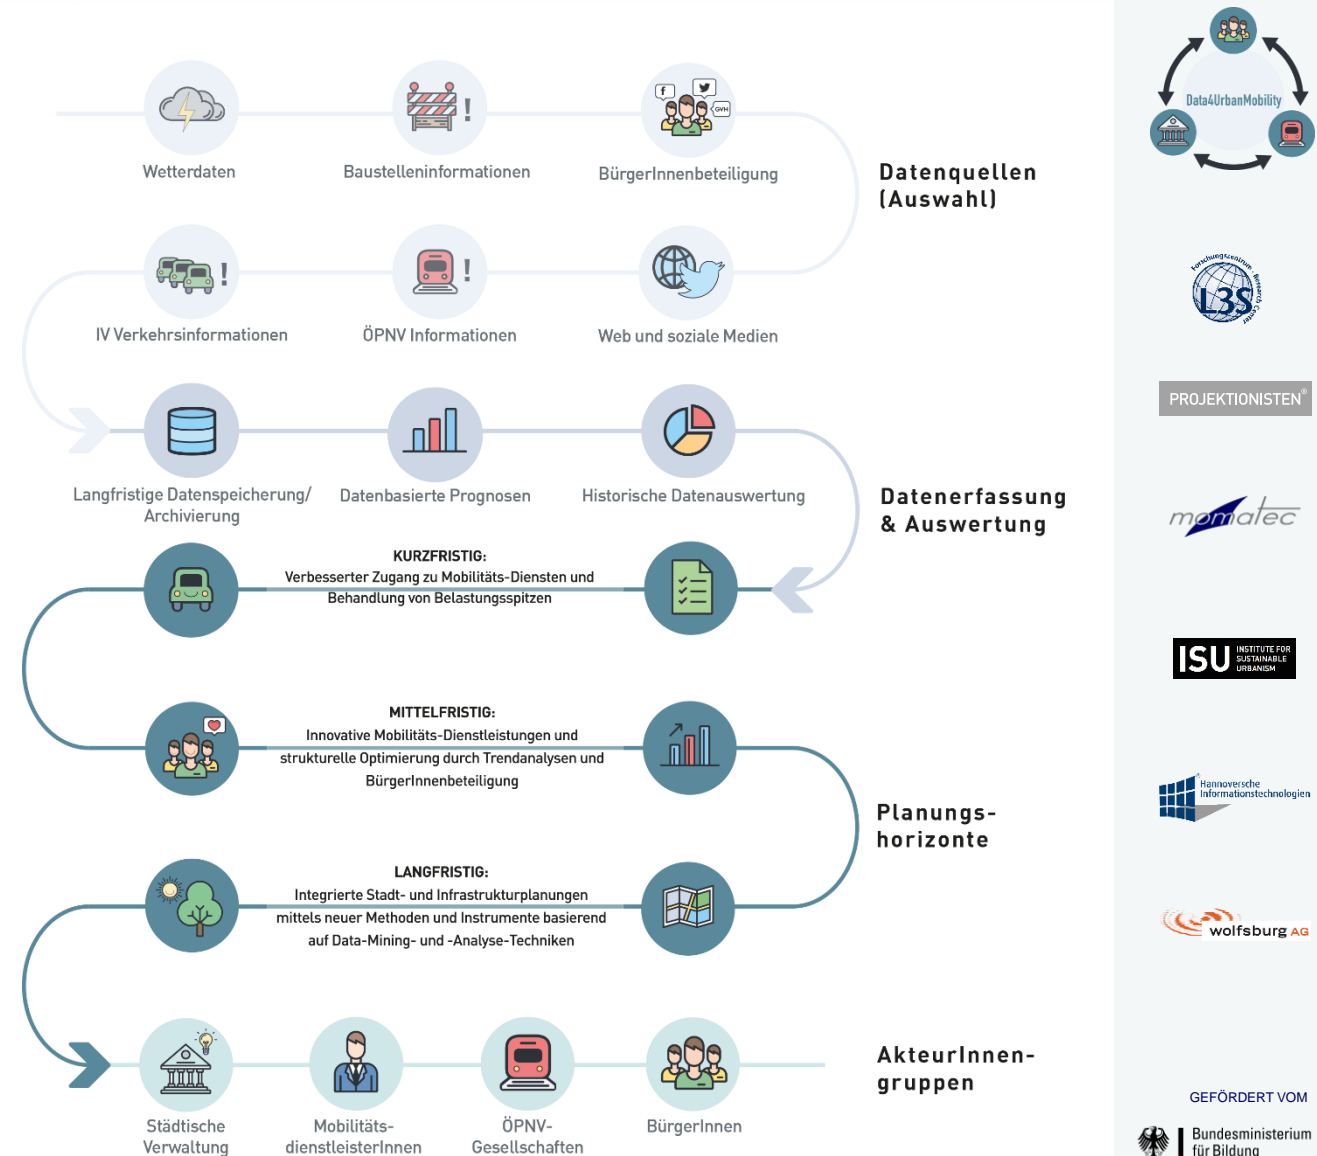 Wetterdaten
Baustelleninformationen
f
GVH
BürgerInnenbeteiligung
Datenquellen
(Auswahl)
!
!
!
IV Verkehrsinformationen
ÖPNV Informationen
Web und soziale Medien
Langfristige Datenspeicherung/
Archivierung
Datenbasierte Prognosen
Historische Datenauswertung
Datenerfassung
& Auswertung
KURZFRISTIG:
Verbesserter Zugang zu Mobilitäts-Diensten und
Behandlung von Belastungsspitzen
MITTELFRISTIG:
Innovative Mobilitäts-Dienstleistungen und
strukturelle Optimierung durch Trendanalysen und
BürgerInnenbeteiligung
Planungs-
horizonte
LANGFRISTIG:
Integrierte Stadt- und Infrastrukturplanungen
mittels neuer Methoden und Instrumente basierend
auf Data-Mining- und -Analyse-Techniken
AkteurInnen-
gruppen
Städtische
Verwaltung
Mobilitäts-
dienstleisterInnen
ÖPNV-
Gesellschaften
BürgerInnen
Data4UrbanMobility
Forschungszentrum - Research Center
L3S
PROJEKTIONISTEN®
momatec
ISU
INSTITUTE FOR
SUSTAINABLE
URBANISM
Hannoversche
Informationstechnologien
wolfsburg AG
GEFÖRDERT VOM
Bundesministerium
für Bildung